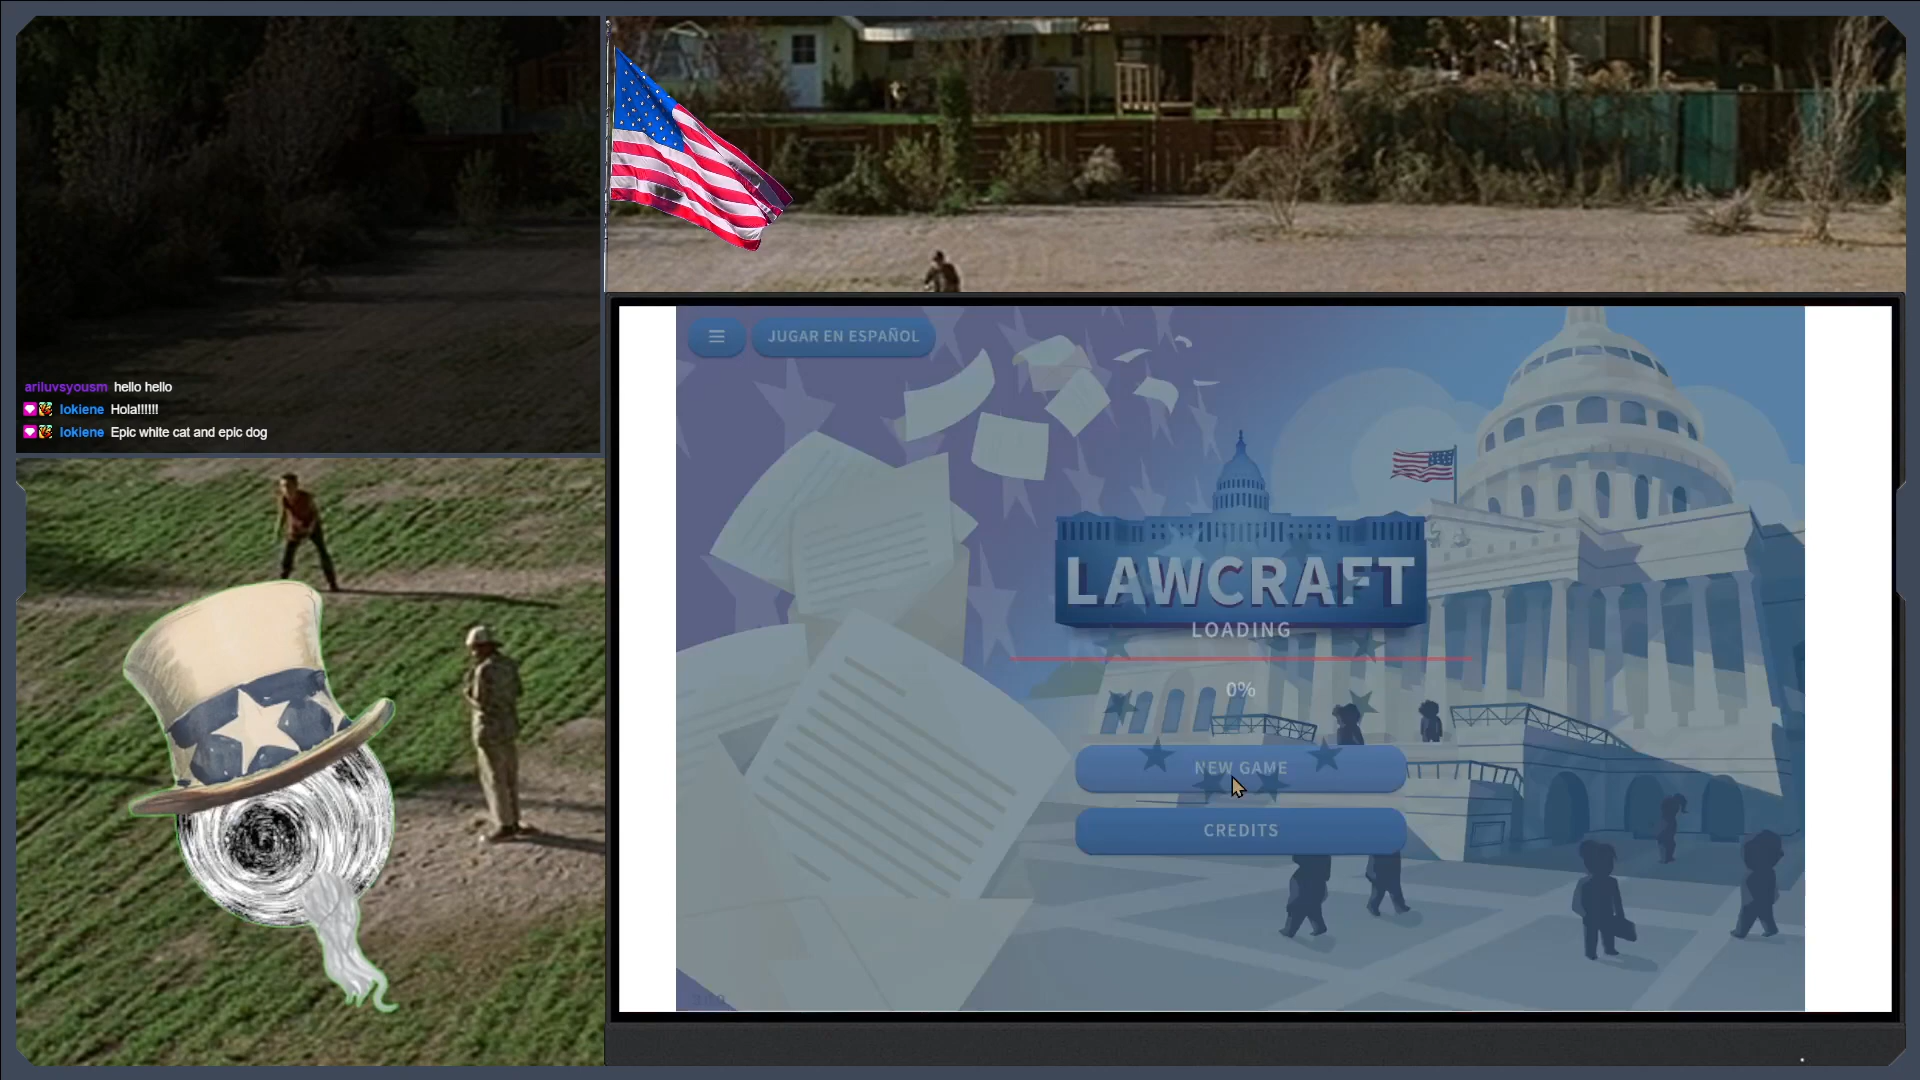 ariluvsyousm hello hello
lokiene Hola!!!!!!
lokiene Epic white cat and epic dog
JUGAR EN ESPAÑOL
LAWCRAFT
LOADING
0%
NEW GAME
CREDITS